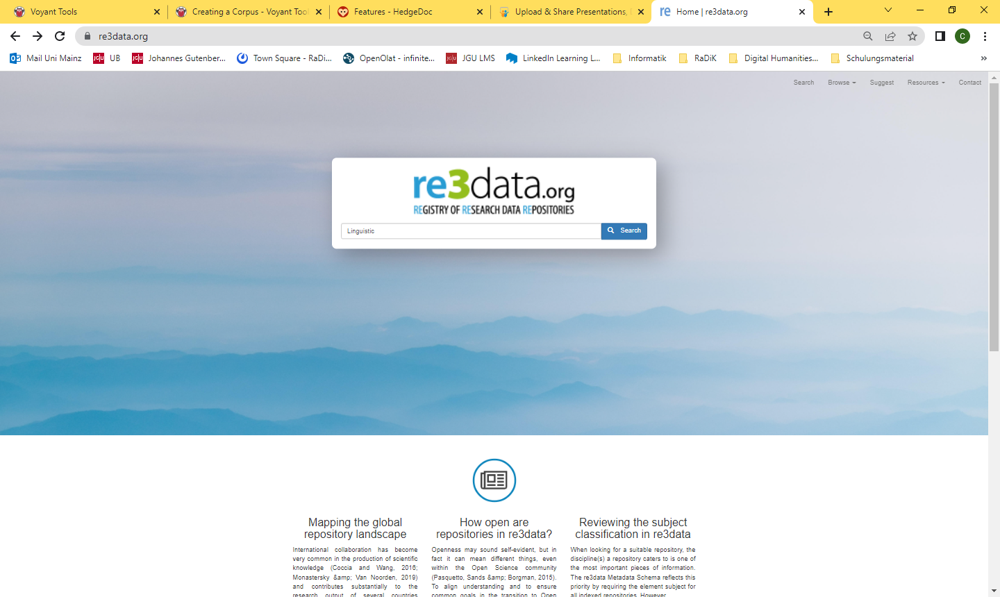 Voyant Tools
Creating a Corpus - Voyant Tool
Features - HedgeDoc
Upload & Share Presentations,
re Home | re3data.org
re3data.org
C
Mail Uni Mainz
UB
Johannes Gutenber...
Town Square - RaDi...
OpenOlat - infinite...
JGU LMS
LinkedIn Learning L...
Informatik
RaDiK
Digital Humanities...
Schulungsmaterial
»
Search
Browse
Suggest
Resources
Contact
re3data.org
REGISTRY OF RESEARCH DATA REPOSITORIES
Linguistic
Search
Mapping the global
repository landscape
International collaboration has become
very common in the production of scientific
knowledge (Coccia and Wang, 2016;
Monastersky &amp; Van Noorden, 2019)
and contributes substantially to the
research output of several countries
How open are
repositories in re3data?
Openness may sound self-evident, but in
fact it can mean different things, even
within the Open Science community
(Pasquetto, Sands &amp; Borgman, 2015).
To align understanding and to ensure
common goals in the transition to Open
Reviewing the subject
classification in re3data
When looking for a suitable repository, the
discipline(s) a repository caters to is one of
the most important pieces of information.
The re3data Metadata Schema reflects this
priority by requiring the element subject for
all indexed repositories. However